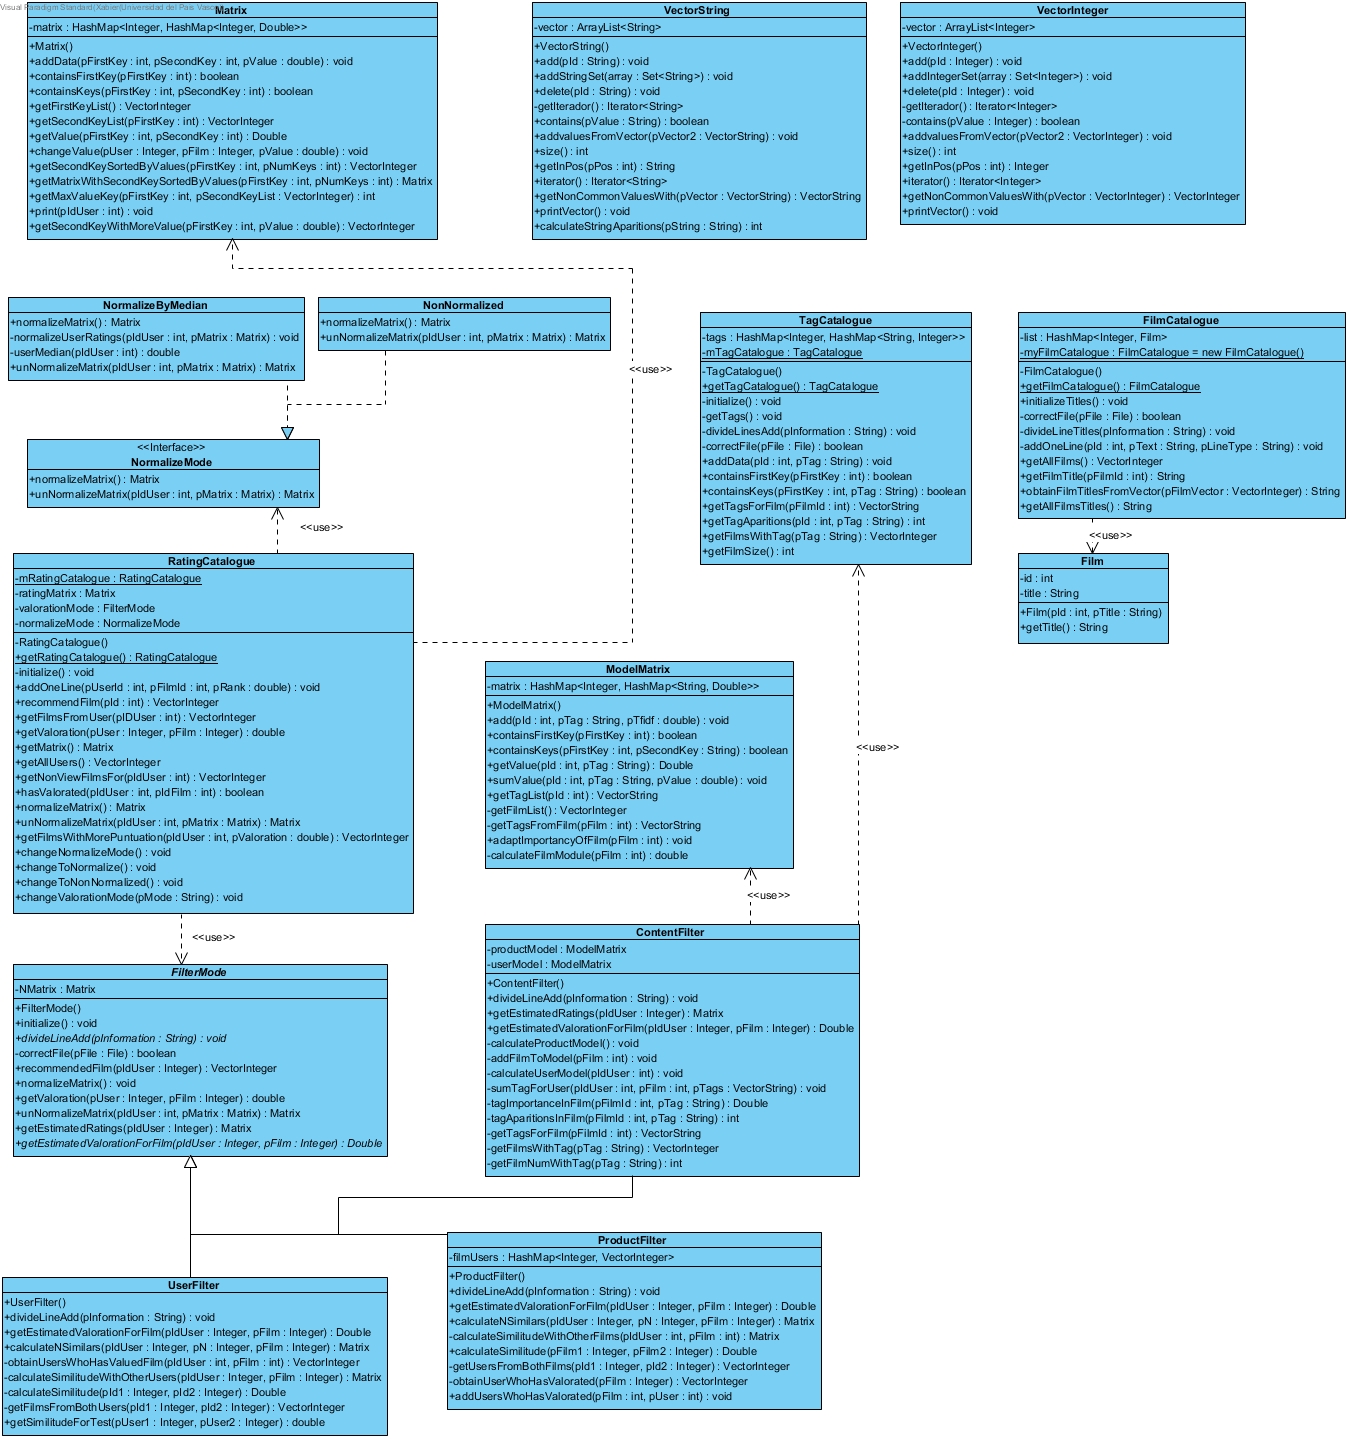 Visual Paradigm Standard(Xabier(Universidad del Pais Vasco
Matrix
-matrix : HashMap<Integer, HashMap<Integer, Double>>
+Matrix()
+addData(pFirstKey : int, pSecondKey : int, pValue : double) : void
+containsFirstKey(pFirstKey : int) : boolean
+containsKeys(pFirstKey : int, pSecondKey : int) : boolean
+getFirstKeyList() : VectorInteger
+getSecondKeyList(pFirstKey : int) : VectorInteger
+getValue(pFirstKey : int, pSecondKey : int) : Double
+changeValue(pUser : Integer, pFilm : Integer, pValue : double) : void
+getSecondKeySortedByValues(pFirstKey : int, pNumKeys : int) : VectorInteger
+getMatrixWithSecondKeySortedByValues(pFirstKey : int, pNumKeys : int) : Matrix
+getMaxValueKey(pFirstKey : int, pSecondKeyList : VectorInteger) : int
+print(pIdUser : int) : void
+getSecondKeyWithMoreValue(pFirstKey : int, pValue : double) : VectorInteger
VectorString
-vector : ArrayList<String>
+VectorString()
+add(pId : String) : void
+addStringSet(array : Set<String>) : void
+delete(pId : String) : void
-getIterador() : Iterator<String>
+contains(pValue : String) : boolean
+addvaluesFromVector(pVector2 : VectorString) : void
+size() : int
+getInPos(pPos : int) : String
+iterator() : Iterator<String>
+getNonCommonValuesWith(pVector : VectorString) : VectorString
+printVector() : void
+calculateStringAparitions(pString : String) : int
VectorInteger
-vector : ArrayList<Integer>
+VectorInteger()
+add(pId : Integer) : void
+addIntegerSet(array : Set<Integer>) : void
+delete(pId : Integer) : void
-getIterador() : Iterator<Integer>
-contains(pValue : Integer) : boolean
+addvaluesFromVector(pVector2 : VectorInteger) : void
+size() : int
+getInPos(pPos : int) : Integer
+iterator() : Iterator<Integer>
+getNonCommonValuesWith(pVector : VectorInteger) : VectorInteger
+printVector() : void
NormalizeByMedian
+normalizeMatrix() : Matrix
-normalizeUserRatings(pIdUser : int, pMatrix : Matrix) : void
-userMedian(pIdUser : int) : double
+unNormalizeMatrix(pIdUser : int, pMatrix : Matrix) : Matrix
NonNormalized
+normalizeMatrix() : Matrix
+unNormalizeMatrix(pIdUser : int, pMatrix : Matrix) : Matrix
<<use>>
TagCatalogue
-tags : HashMap<Integer, HashMap<String, Integer>>
-mTagCatalogue : TagCatalogue
-TagCatalogue()
+getTagCatalogue() : TagCatalogue
-initialize() : void
-getTags() : void
-divideLinesAdd(pInformation : String) : void
-correctFile(pFile : File) : boolean
+addData(pId : int, pTag : String) : void
+containsFirstKey(pFirstKey : int) : boolean
+containsKeys(pFirstKey : int, pTag : String) : boolean
+getTagsForFilm(pFilmId : int) : VectorString
+getTagAparitions(pId : int, pTag : String) : int
+getFilmsWithTag(pTag : String) : VectorInteger
+getFilmSize() : int
FilmCatalogue
-list : HashMap<Integer, Film>
-myFilmCatalogue : FilmCatalogue = new FilmCatalogue()
-FilmCatalogue()
+getFilmCatalogue() : FilmCatalogue
+initializeTitles() : void
-correctFile(pFile : File) : boolean
-divideLineTitles(pInformation : String) : void
-addOneLine(pId : int, pText : String, pLineType : String) : void
+getAllFilms() : VectorInteger
+getFilmTitle(pFilmId : int) : String
+obtainFilmTitlesFromVector(pFilmVector : VectorInteger) : String
+getAllFilmsTitles() : String
<<Interface>>
NormalizeMode
+normalizeMatrix() : Matrix
+unNormalizeMatrix(pIdUser : int, pMatrix : Matrix) : Matrix
<<use>>
<<use>>
Film
-id : int
-title : String
+Film(pId : int, pTitle : String)
+getTitle() : String
RatingCatalogue
-mRatingCatalogue : RatingCatalogue
-ratingMatrix : Matrix
-valorationMode : FilterMode
-normalizeMode : NormalizeMode
-RatingCatalogue()
+getRatingCatalogue() : RatingCatalogue
-initialize() : void
+addOneLine(pUserId : int, pFilmId : int, pRank : double) : void
+recommendFilm(pId : int) : VectorInteger
+getFilmsFromUser(pIDUser : int) : VectorInteger
+getValoration(pUser : Integer, pFilm : Integer) : double
+getMatrix() : Matrix
+getAllUsers() : VectorInteger
+getNonViewFilmsFor(pIdUser : int) : VectorInteger
+hasValorated(pIdUser : int, pIdFilm : int) : boolean
+normalizeMatrix() : Matrix
+unNormalizeMatrix(pIdUser : int, pMatrix : Matrix) : Matrix
+getFilmsWithMorePuntuation(pIdUser : int, pValoration : double) : VectorInteger
+changeNormalizeMode() : void
+changeToNormalize() : void
+changeToNonNormalized() : void
+changeValorationMode(pMode : String) : void
ModelMatrix
-matrix : HashMap<Integer, HashMap<String, Double>>
+ModelMatrix()
+add(pId : int, pTag : String, pTfidf : double) : void
+containsFirstKey(pFirstKey : int) : boolean
+containsKeys(pFirstKey : int, pSecondKey : String) : boolean
+getValue(pId : int, pTag : String) : Double
+sumValue(pId : int, pTag : String, pValue : double) : void
+getTagList(pId : int) : VectorString
-getFilmList() : VectorInteger
-getTagsFromFilm(pFilm : int) : VectorString
+adaptImportancyOfFilm(pFilm : int) : void
-calculateFilmModule(pFilm : int) : double
<<use>>
<<use>>
<<use>>
FilterMode
-NMatrix : Matrix
+FilterMode()
+initialize() : void
+divideLineAdd(pInformation : String) : void
-correctFile(pFile : File) : boolean
+recommendedFilm(pIdUser : Integer) : VectorInteger
+normalizeMatrix() : void
+getValoration(pUser : Integer, pFilm : Integer) : double
+unNormalizeMatrix(pIdUser : int, pMatrix : Matrix) : Matrix
+getEstimatedRatings(pIdUser : Integer) : Matrix
+getEstimatedValorationForFilm(pIdUser : Integer, pFilm : Integer) : Double
ContentFilter
-productModel : ModelMatrix
-userModel : ModelMatrix
+ContentFilter()
+divideLineAdd(pInformation : String) : void
+getEstimatedRatings(pIdUser : Integer) : Matrix
+getEstimatedValorationForFilm(pIdUser : Integer, pFilm : Integer) : Double
-calculateProductModel() : void
-addFilmToModel(pFilm : int) : void
-calculateUserModel(pIdUser : int) : void
-sumTagForUser(pIdUser : int, pFilm : int, pTags : VectorString) : void
-tagImportanceInFilm(pFilmId : int, pTag : String) : Double
-tagAparitionsInFilm(pFilmId : int, pTag : String) : int
-getTagsForFilm(pFilmId : int) : VectorString
-getFilmsWithTag(pTag : String) : VectorInteger
-getFilmNumWithTag(pTag : String) : int
UserFilter
+UserFilter()
+divideLineAdd(pInformation : String) : void
+getEstimatedValorationForFilm(pIdUser : Integer, pFilm : Integer) : Double
+calculateNSimilars(pIdUser : Integer, pN : Integer, pFilm : Integer) : Matrix
-obtainUsersWhoHasValuedFilm(pIdUser : int, pFilm : int) : VectorInteger
-calculateSimilitudeWithOtherUsers(pIdUser : Integer, pFilm : Integer) : Matrix
-calculateSimilitude(pId1 : Integer, pId2 : Integer) : Double
-getFilmsFromBothUsers(pId1 : Integer, pId2 : Integer) : VectorInteger
+getSimilitudeForTest(pUser1 : Integer, pUser2 : Integer) : double
ProductFilter
-filmUsers : HashMap<Integer, VectorInteger>
+ProductFilter()
+divideLineAdd(pInformation : String) : void
+getEstimatedValorationForFilm(pIdUser : Integer, pFilm : Integer) : Double
+calculateNSimilars(pIdUser : Integer, pN : Integer, pFilm : Integer) : Matrix
-calculateSimilitudeWithOtherFilms(pIdUser : int, pFilm : int) : Matrix
+calculateSimilitude(pFilm1 : Integer, pFilm2 : Integer) : Double
-getUsersFromBothFilms(pId1 : Integer, pId2 : Integer) : VectorInteger
-obtainUserWhoHasValorated(pFilm : Integer) : VectorInteger
+addUsersWhoHasValorated(pFilm : int, pUser : int) : void